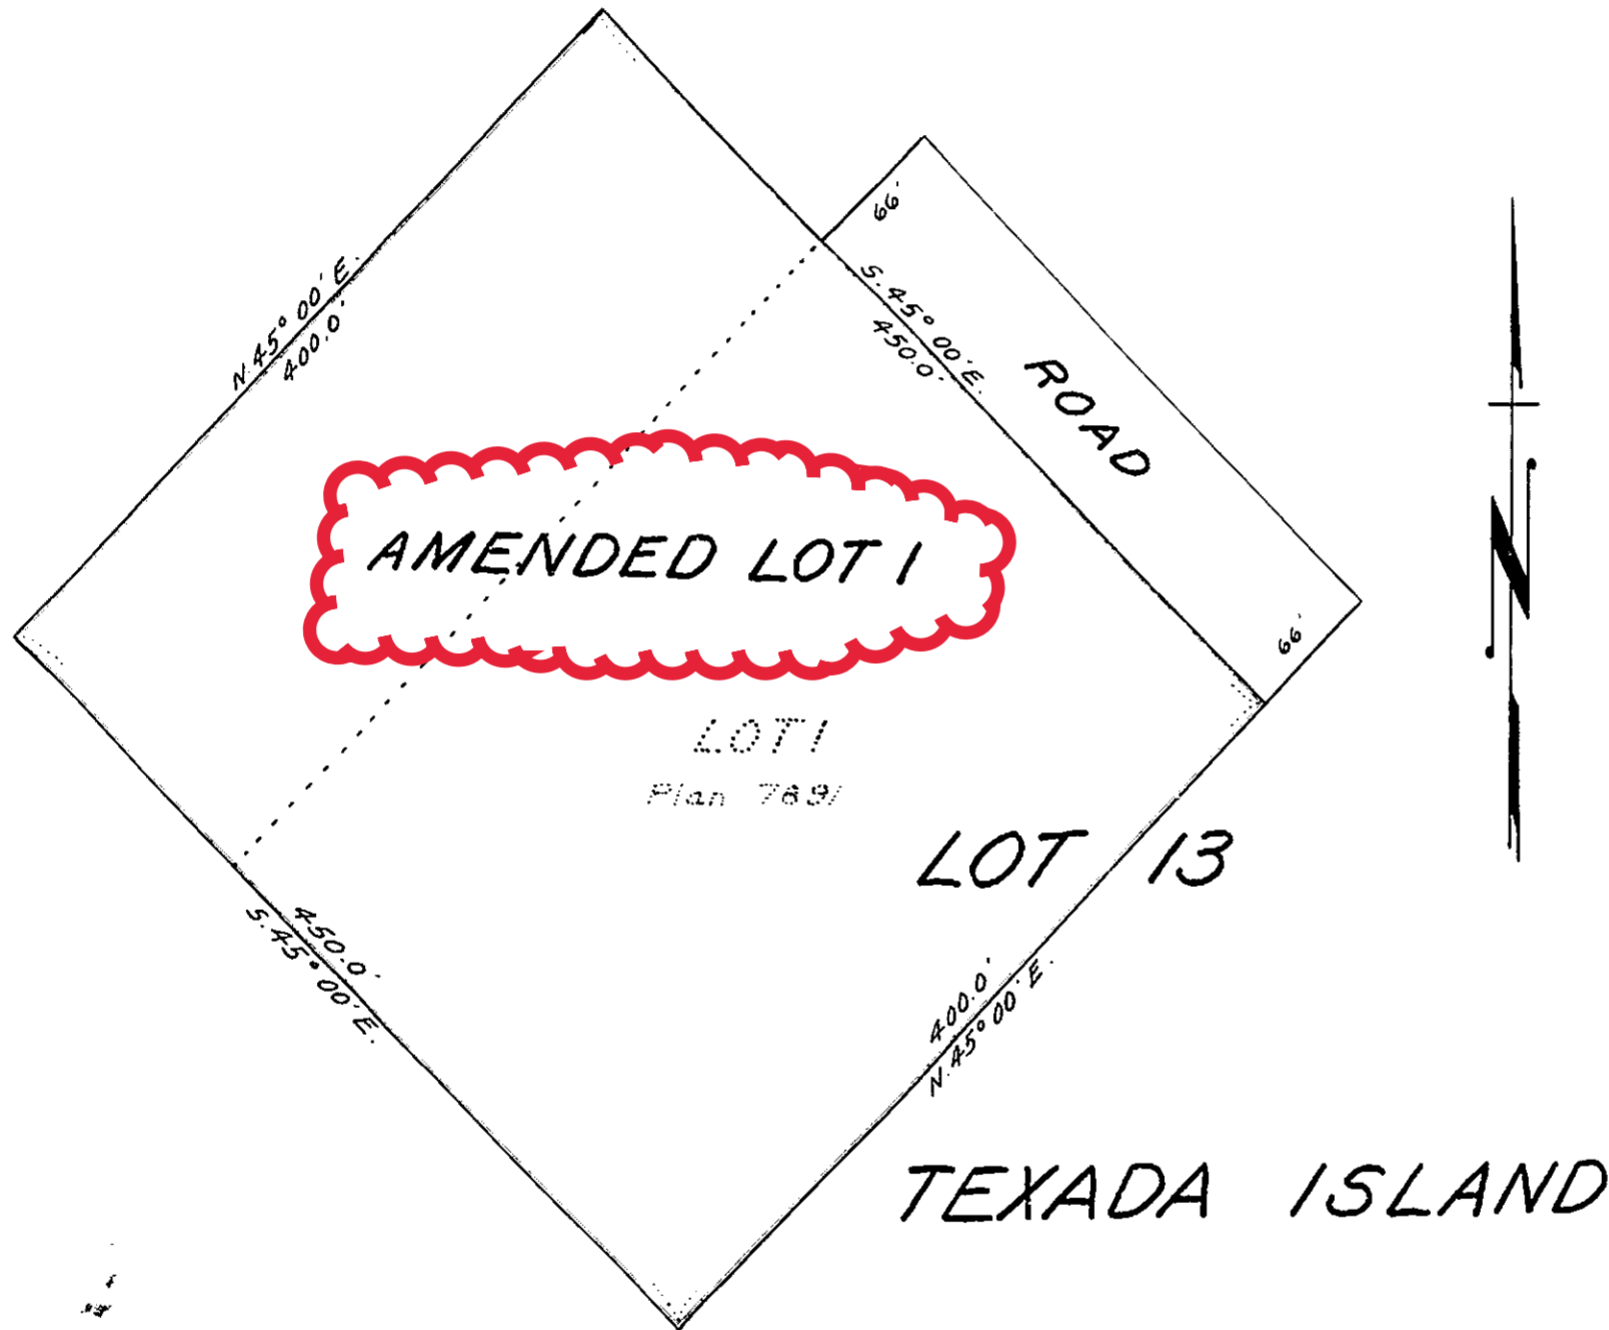 66'
N. 45° 00' E.
400.0'
S. 45° 00' E.
450.0'
ROAD
AMENDED LOT 1
N
66'
LOT 1
Plan 7691
LOT 13
450.0'
S. 45° 00' E.
400.0'
N. 45° 00' E.
TEXADA ISLAND